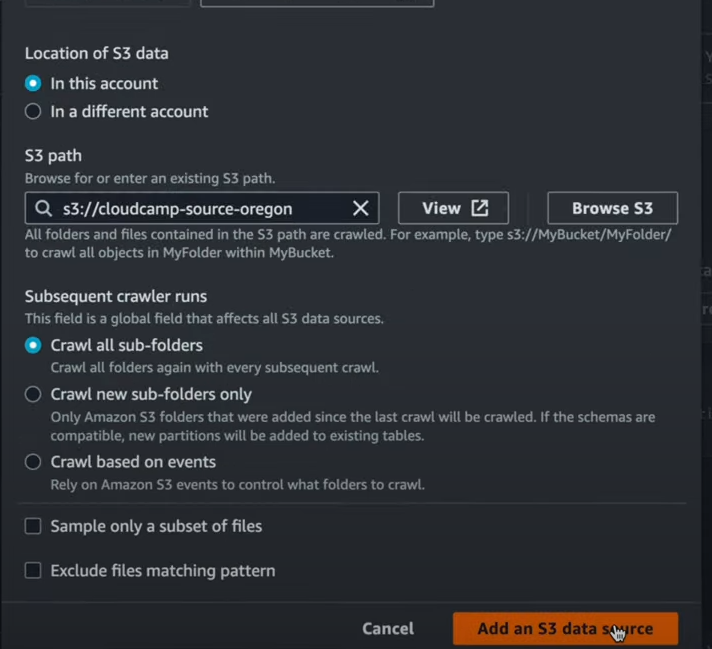 Location of S3 data
In this account
In a different account
S3 path
Browse for or enter an existing S3 path.
s3://cloudcamp-source-oregon
View
Browse S3
All folders and files contained in the S3 path are crawled. For example, type s3://MyBucket/MyFolder/
to crawl all objects in MyFolder within MyBucket.
Subsequent crawler runs
This field is a global field that affects all S3 data sources.
Crawl all sub-folders
Crawl all folders again with every subsequent crawl.
Crawl new sub-folders only
Only Amazon S3 folders that were added since the last crawl will be crawled. If the schemas are
compatible, new partitions will be added to existing tables.
Crawl based on events
Rely on Amazon S3 events to control what folders to crawl.
Sample only a subset of files
Exclude files matching pattern
Cancel
Add an S3 data source